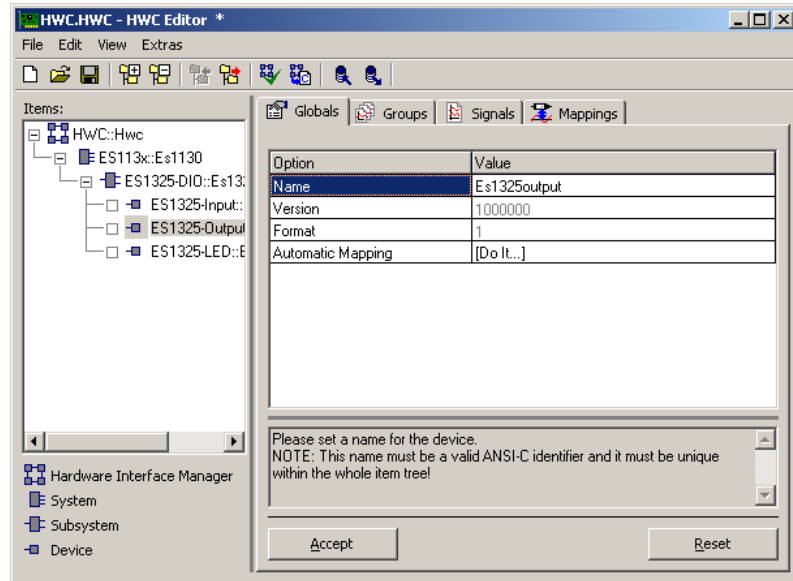 HWC.HWC - HWC Editor *
File Edit View Extras
Items:
HWC::Hwc
ES113x::Es1130
ES1325-DIO::Es13
ES1325-Input::
ES1325-Output
ES1325-LED::E
Hardware Interface Manager
System
Subsystem
Device
Globals Groups Signals Mappings
Option Value
Name Es1325output
Version 1000000
Format 1
Automatic Mapping [Do It...]
Please set a name for the device.
NOTE: This name must be a valid ANSI-C identifier and it must be unique
within the whole item tree!
Accept Reset